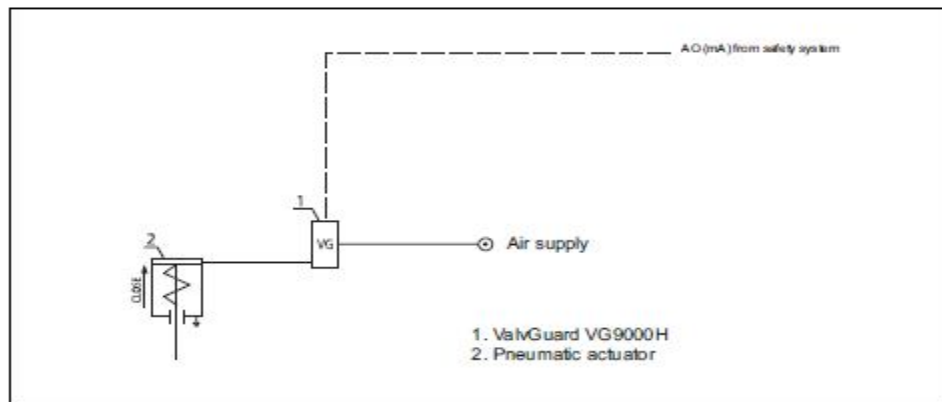 AO (mA) from safety system
1
VG
Air supply
2
CLOSE
1. ValvGuard VG9000H
2. Pneumatic actuator